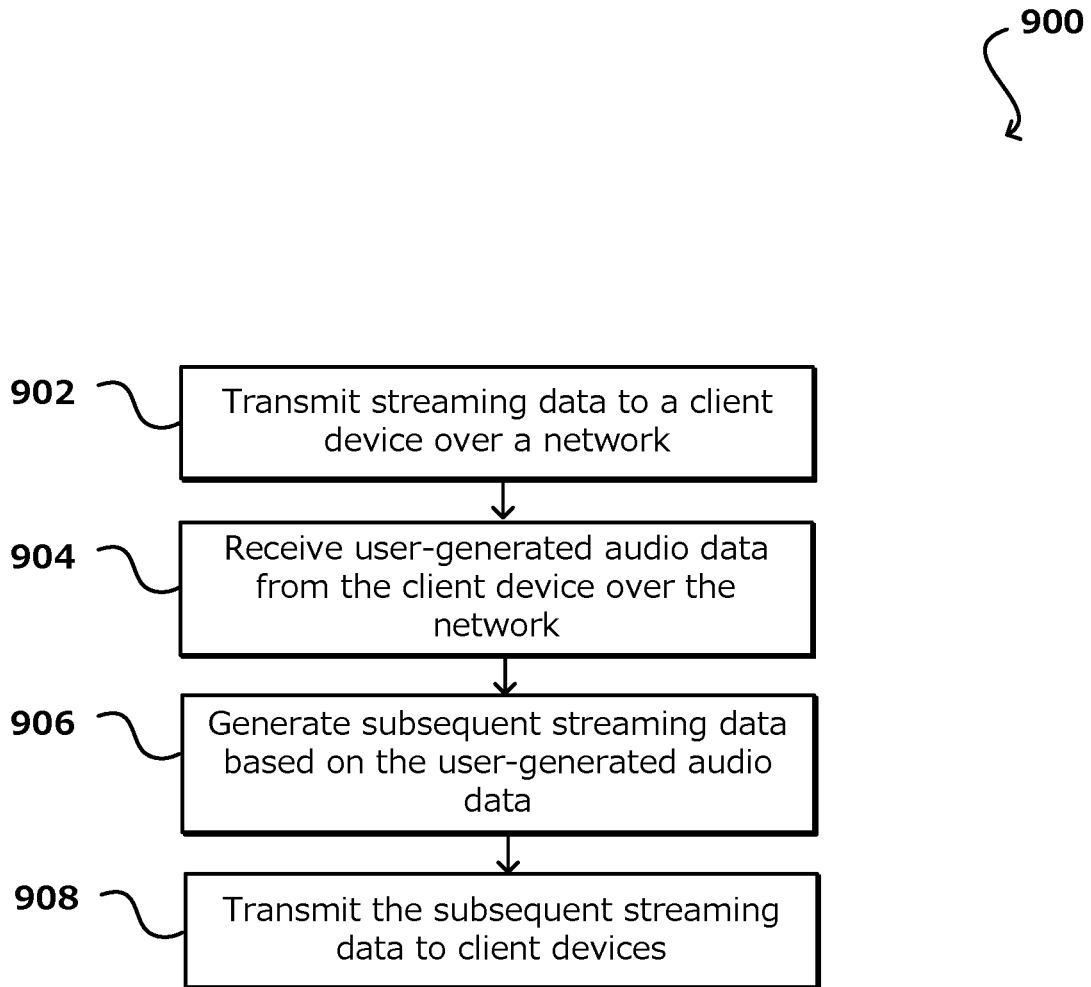 900
902
Transmit streaming data to a client
device over a network
904
Receive user-generated audio data
from the client device over the
network
906
Generate subsequent streaming data
based on the user-generated audio
data
908
Transmit the subsequent streaming
data to client devices